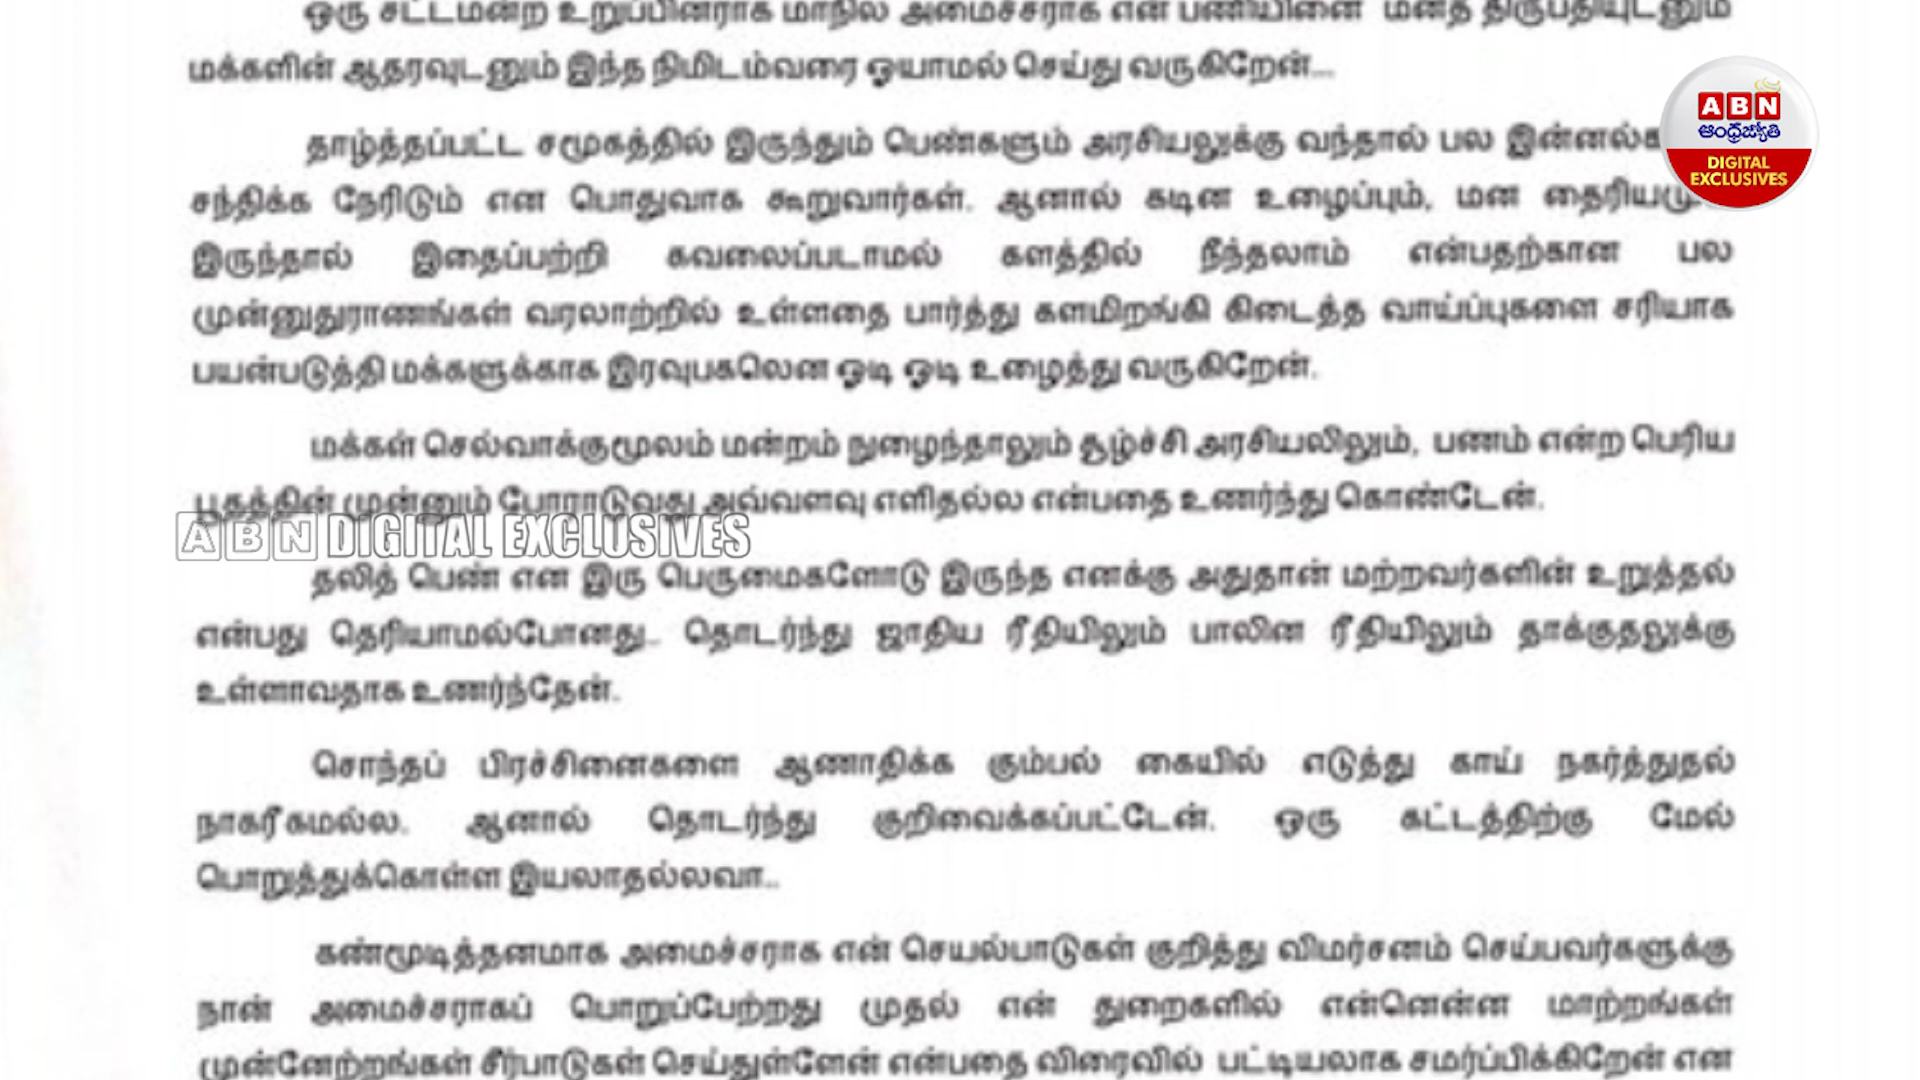 ஒரு சட்டமன்ற உறுப்பினராக மாநில அமைச்சராக என் பணியினை மனத் திருப்தியுடனும்
மக்களின் ஆதரவுடனும் இந்த நிமிடம்வரை ஓயாமல் செய்து வருகிறேன்...
தாழ்த்தப்பட்ட சமூகத்தில் இருந்தும் பெண்களும் அரசியலுக்கு வந்தால் பல
சந்திக்க நேரிடும் என பொதுவாக கூறுவார்கள். ஆனால் கடின உழைப்பும், மன
இருந்தால் இதைப்பற்றி கவலைப்படாமல் களத்தில் நீந்தலாம் என்பதற்கான பல
முன்னுதுராணங்கள் வரலாற்றில் உள்ளதை பார்த்து களமிறங்கி கிடைத்த வாய்ப்புகளை சரியாக
பயன்படுத்தி மக்களுக்காக இரவுபகலென ஓடி ஓடி உழைத்து வருகிறேன்.
மக்கள் செல்வாக்குமூலம் மன்றம் நுழைந்தாலும் சூழ்ச்சி அரசியலிலும், பணம் என்ற பெரிய
பூதத்தின் முன்னும் போராடுவது அவ்வளவு எளிதல்ல என்பதை உணர்ந்து கொண்டேன்.
தலித் பெண் என இரு பெருமைகளோடு இருந்த எனக்கு அதுதான் மற்றவர்களின் உறுத்தல்
என்பது தெரியாமல்போனது.. தொடர்ந்து ஜாதிய ரீதியிலும் பாலின ரீதியிலும் தாக்குதலுக்கு
உள்ளாவதாக உணர்ந்தேன்.
சொந்தப் பிரச்சினைகளை ஆணாதிக்க கும்பல் கையில் எடுத்து காய் நகர்த்துதல்
நாகரீகமல்ல. ஆனால் தொடர்ந்து குறிவைக்கப்பட்டேன். ஒரு கட்டத்திற்கு மேல்
பொறுத்துக்கொள்ள இயலாதல்லவா..
கண்மூடித்தனமாக அமைச்சராக என் செயல்பாடுகள் குறித்து விமர்சனம் செய்பவர்களுக்கு
நான் அமைச்சராகப் பொறுப்பேற்றது முதல் என் துறைகளில் என்னென்ன மாற்றங்கள்
முன்னேற்றங்கள் சீர்பாடுகள் செய்துள்ளேன் என்பதை விரைவில் பட்டியலாக சமர்ப்பிக்கிறேன் என
ABN
ఆంధ్రజ్యోతి
DIGITAL
EXCLUSIVES
ABN DIGITAL EXCLUSIVES